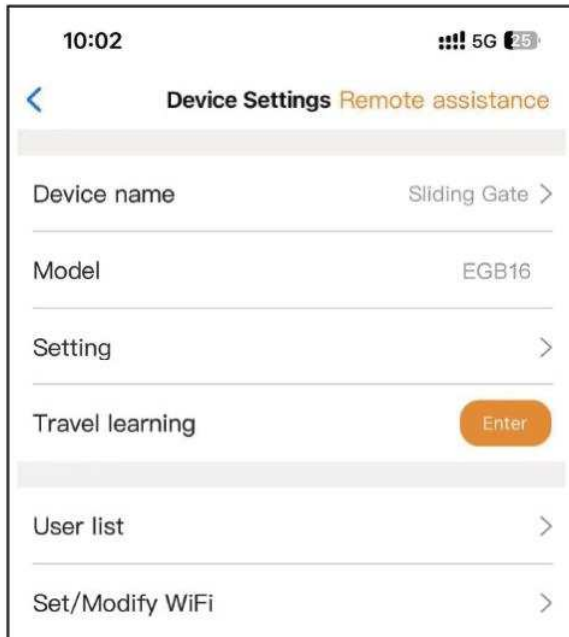 10:02 5G 25
Device Settings Remote assistance
Device name Sliding Gate
Model EGB16
Setting
Travel learning Enter
User list
Set/Modify WiFi